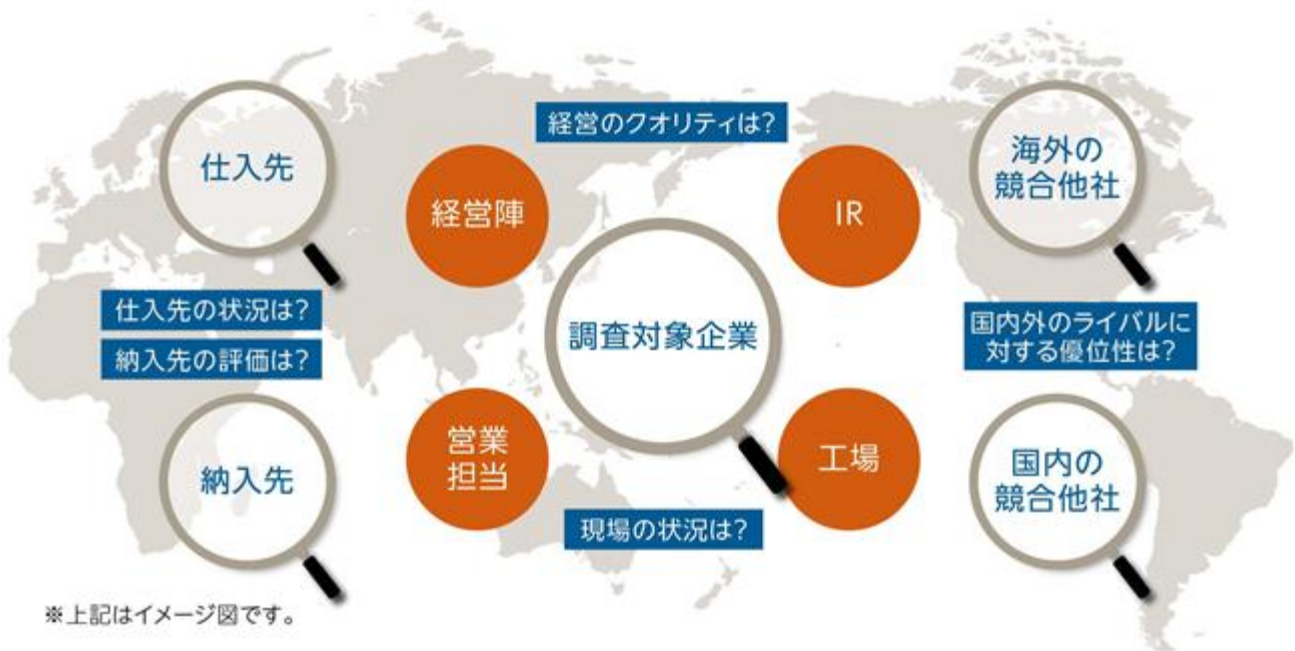 経営のクオリティは?
仕入先
経営陣
IR
海外の
競合他社
仕入先の状況は?
納入先の評価は?
調査対象企業
国内外のライバルに
対する優位性は?
納入先
営業
担当
工場
国内の
競合他社
現場の状況は?
※上記はイメージ図です。